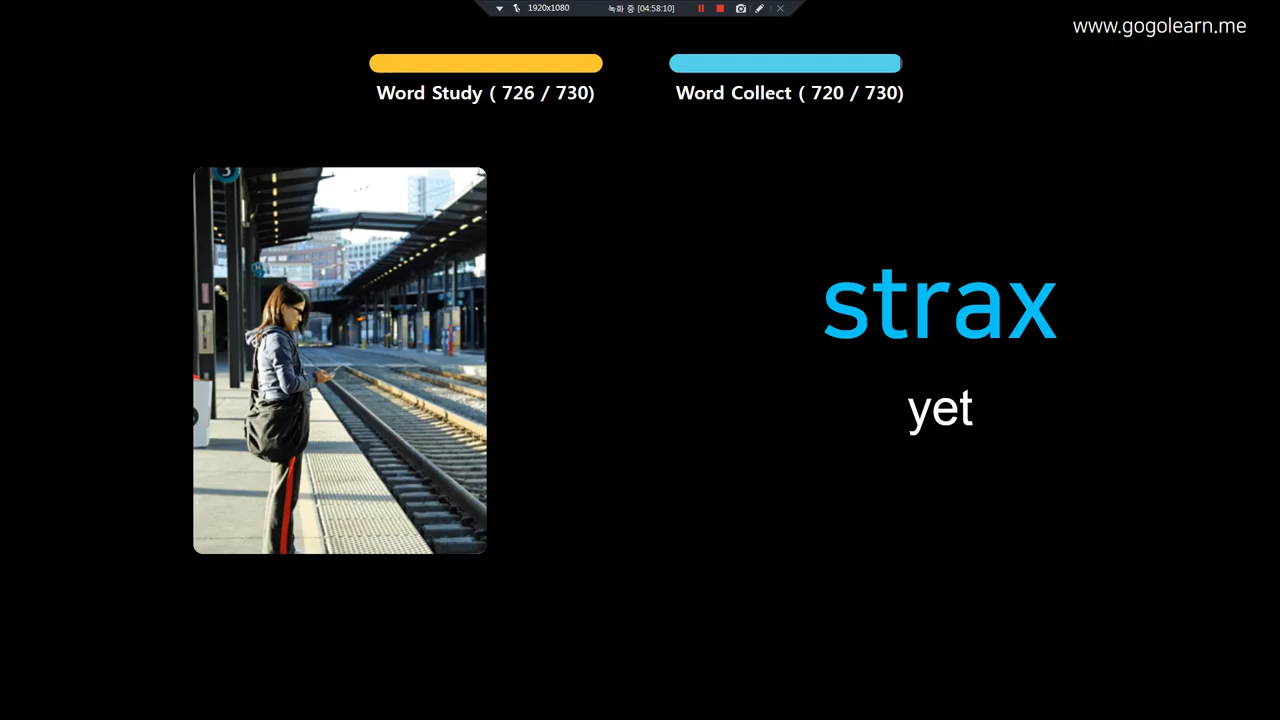 1920x1080 녹화 중 [04:58:10]
www.gogolearn.me
Word Study ( 726 / 730)
Word Collect ( 720 / 730)
3
strax
yet